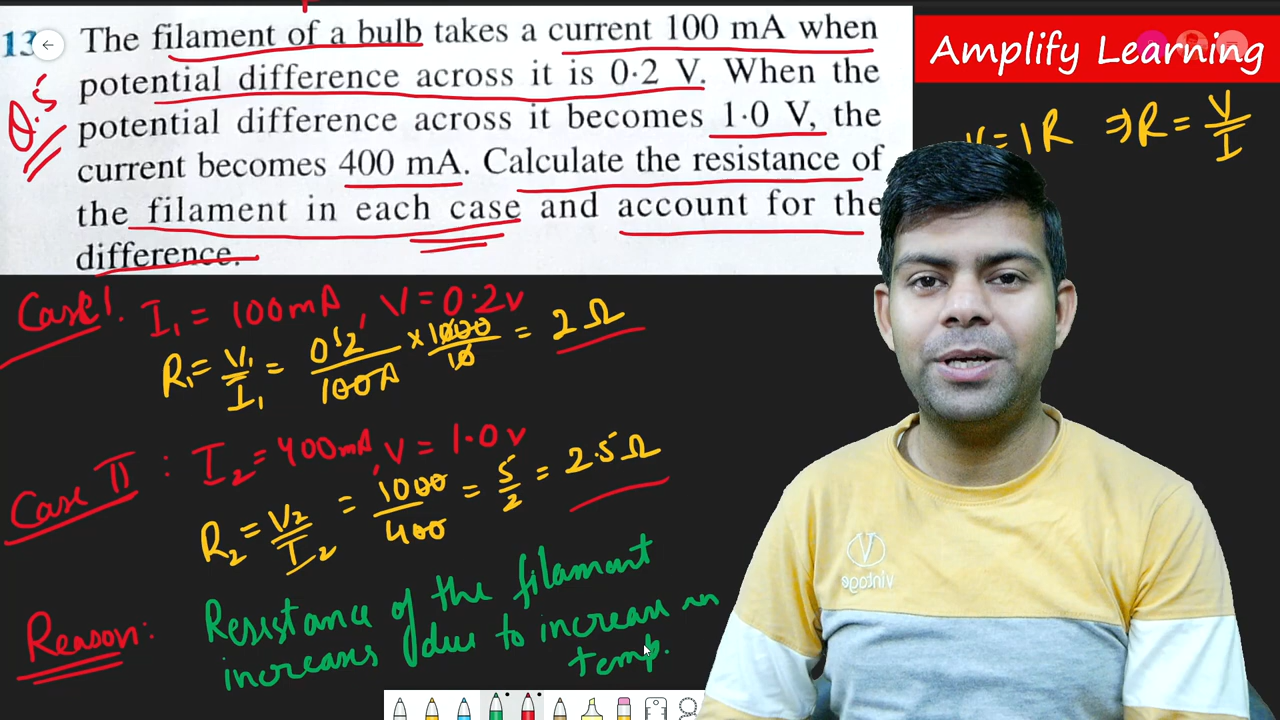 Amplify Learning
13
The filament of a bulb takes a current 100 mA when
potential difference across it is 0·2 V. When the
potential difference across it becomes 1·0 V, the
current becomes 400 mA. Calculate the resistance of
the filament in each case and account for the
difference.
Q.5
V = IR ⇒ R = V/I
Case 1. I₁ = 100mA, V = 0.2v
R₁ = V₁/I₁ = 0.2/100A × 1000/10 = 2 Ω
Case II : I₂ = 400mA, V = 1.0v
R₂ = V₂/I₂ = 1000/400 = 5/2 = 2.5 Ω
Reason: Resistance of the filament
increases due to increase in
temp.
vintage